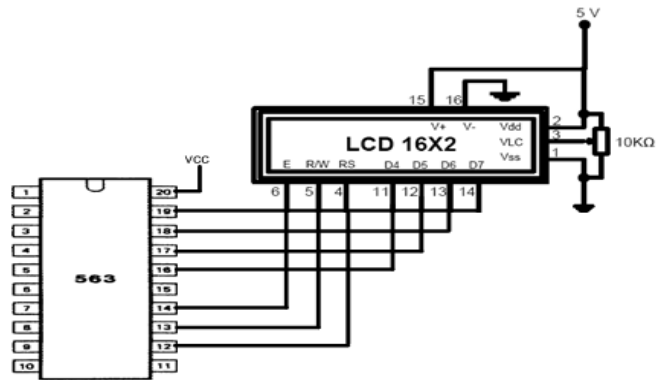 5 V
15 16
V+ V- Vdd 2
LCD 16X2 VLC 3 10KΩ
E R/W RS D4 D5 D6 D7 Vss 1
6 5 4 11 12 13 14
VCC
1 20
2 19
3 18
4 17
5 16
563
6 15
7 14
8 13
9 12
10 11